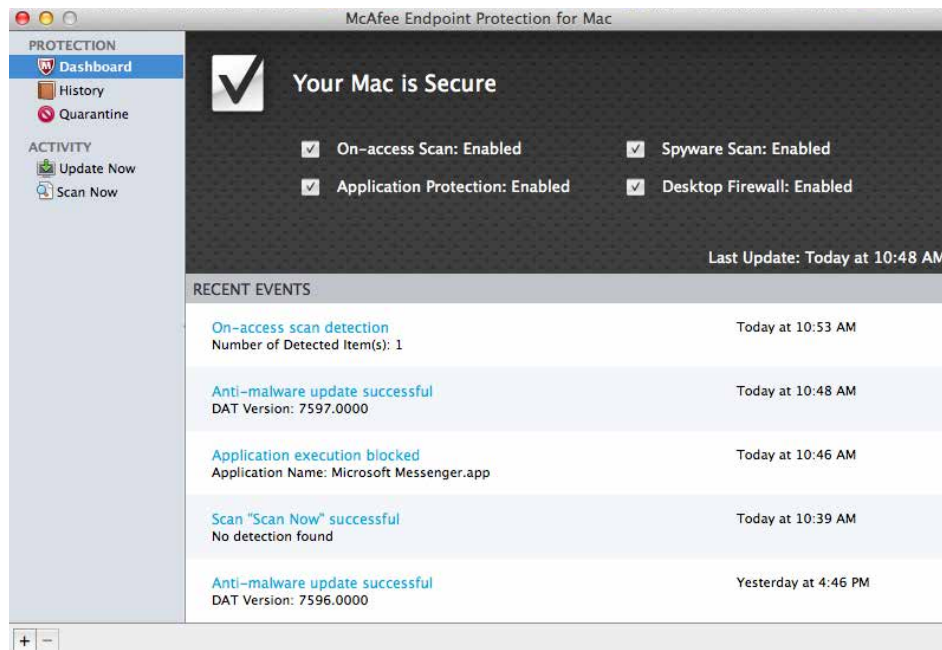 McAfee Endpoint Protection for Mac
PROTECTION
Dashboard
History
Quarantine
ACTIVITY
Update Now
Scan Now
Your Mac is Secure
On-access Scan: Enabled
Spyware Scan: Enabled
Application Protection: Enabled
Desktop Firewall: Enabled
Last Update: Today at 10:48 AM
RECENT EVENTS
On-access scan detection
Today at 10:53 AM
Number of Detected Item(s): 1
Anti-malware update successful
Today at 10:48 AM
DAT Version: 7597.0000
Application execution blocked
Today at 10:46 AM
Application Name: Microsoft Messenger.app
Scan "Scan Now" successful
Today at 10:39 AM
No detection found
Anti-malware update successful
Yesterday at 4:46 PM
DAT Version: 7596.0000